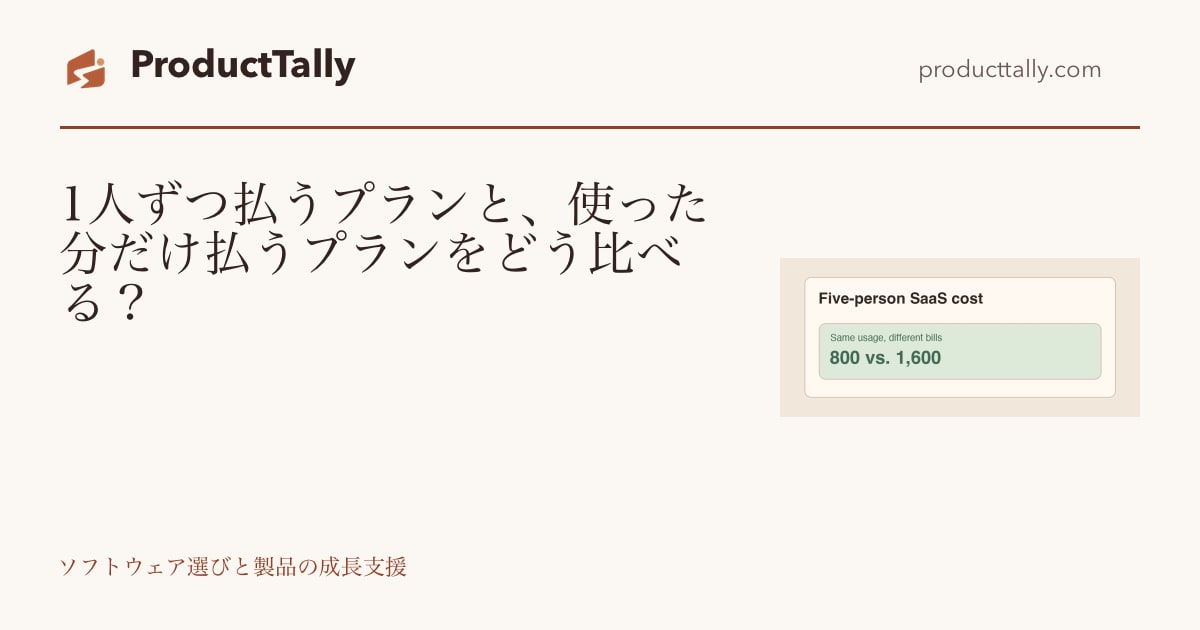 ProductTally
producttally.com
1人ずつ払うプランと、使った
分だけ払うプランをどう比べ
る？
Five-person SaaS cost
Same usage, different bills
800 vs. 1,600
ソフトウェア選びと製品の成長支援